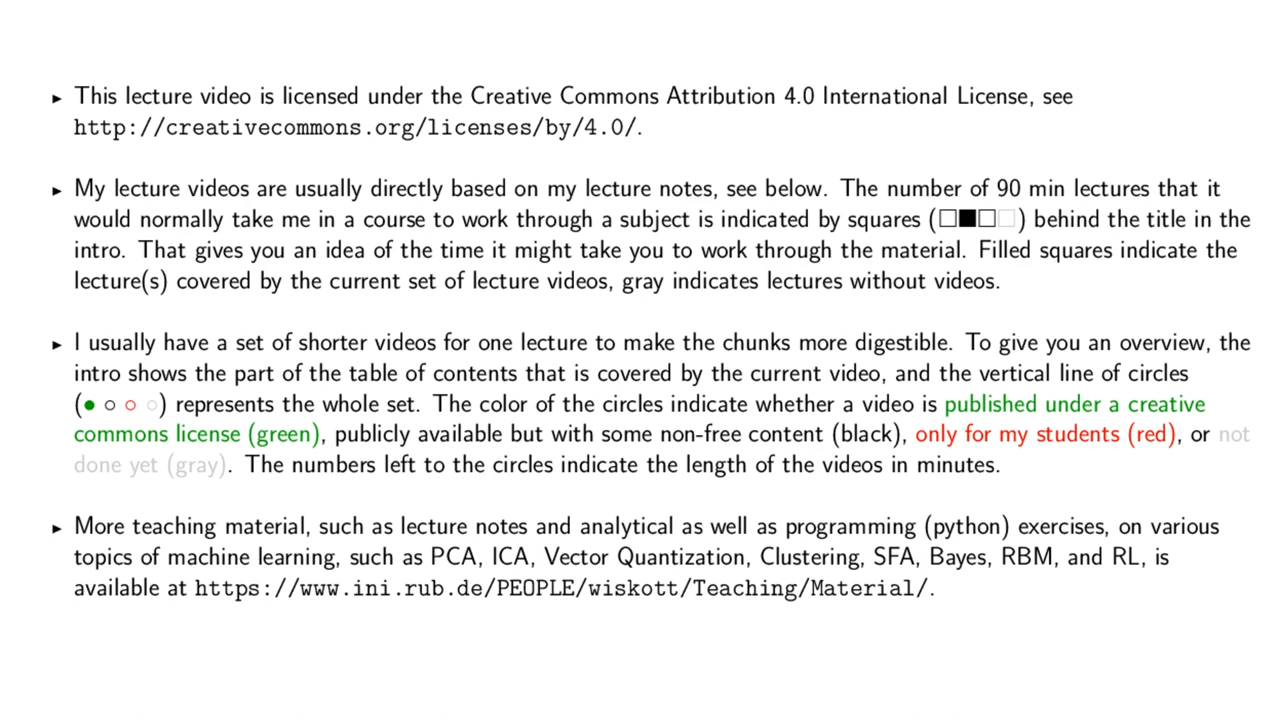 ▸ This lecture video is licensed under the Creative Commons Attribution 4.0 International License, see
http://creativecommons.org/licenses/by/4.0/.
▸ My lecture videos are usually directly based on my lecture notes, see below. The number of 90 min lectures that it
would normally take me in a course to work through a subject is indicated by squares (□■□□) behind the title in the
intro. That gives you an idea of the time it might take you to work through the material. Filled squares indicate the
lecture(s) covered by the current set of lecture videos, gray indicates lectures without videos.
▸ I usually have a set of shorter videos for one lecture to make the chunks more digestible. To give you an overview, the
intro shows the part of the table of contents that is covered by the current video, and the vertical line of circles
(● ○ ○ ○) represents the whole set. The color of the circles indicate whether a video is published under a creative
commons license (green), publicly available but with some non-free content (black), only for my students (red), or not
done yet (gray). The numbers left to the circles indicate the length of the videos in minutes.
▸ More teaching material, such as lecture notes and analytical as well as programming (python) exercises, on various
topics of machine learning, such as PCA, ICA, Vector Quantization, Clustering, SFA, Bayes, RBM, and RL, is
available at https://www.ini.rub.de/PEOPLE/wiskott/Teaching/Material/.